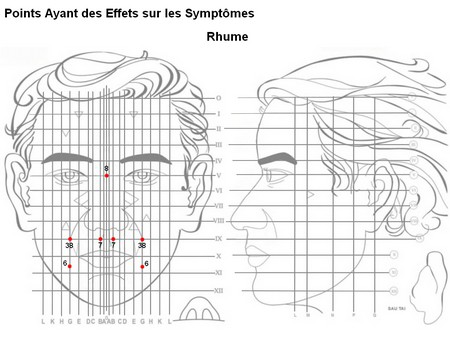 Points Ayant des Effets sur les Symptômes
Rhume
O
I
II
III
IV
V
VI
VII
VIII
IX
X
XI
XII
8
38 7 7 38
6 6
L K H G E D C B A A B C D E G H K L